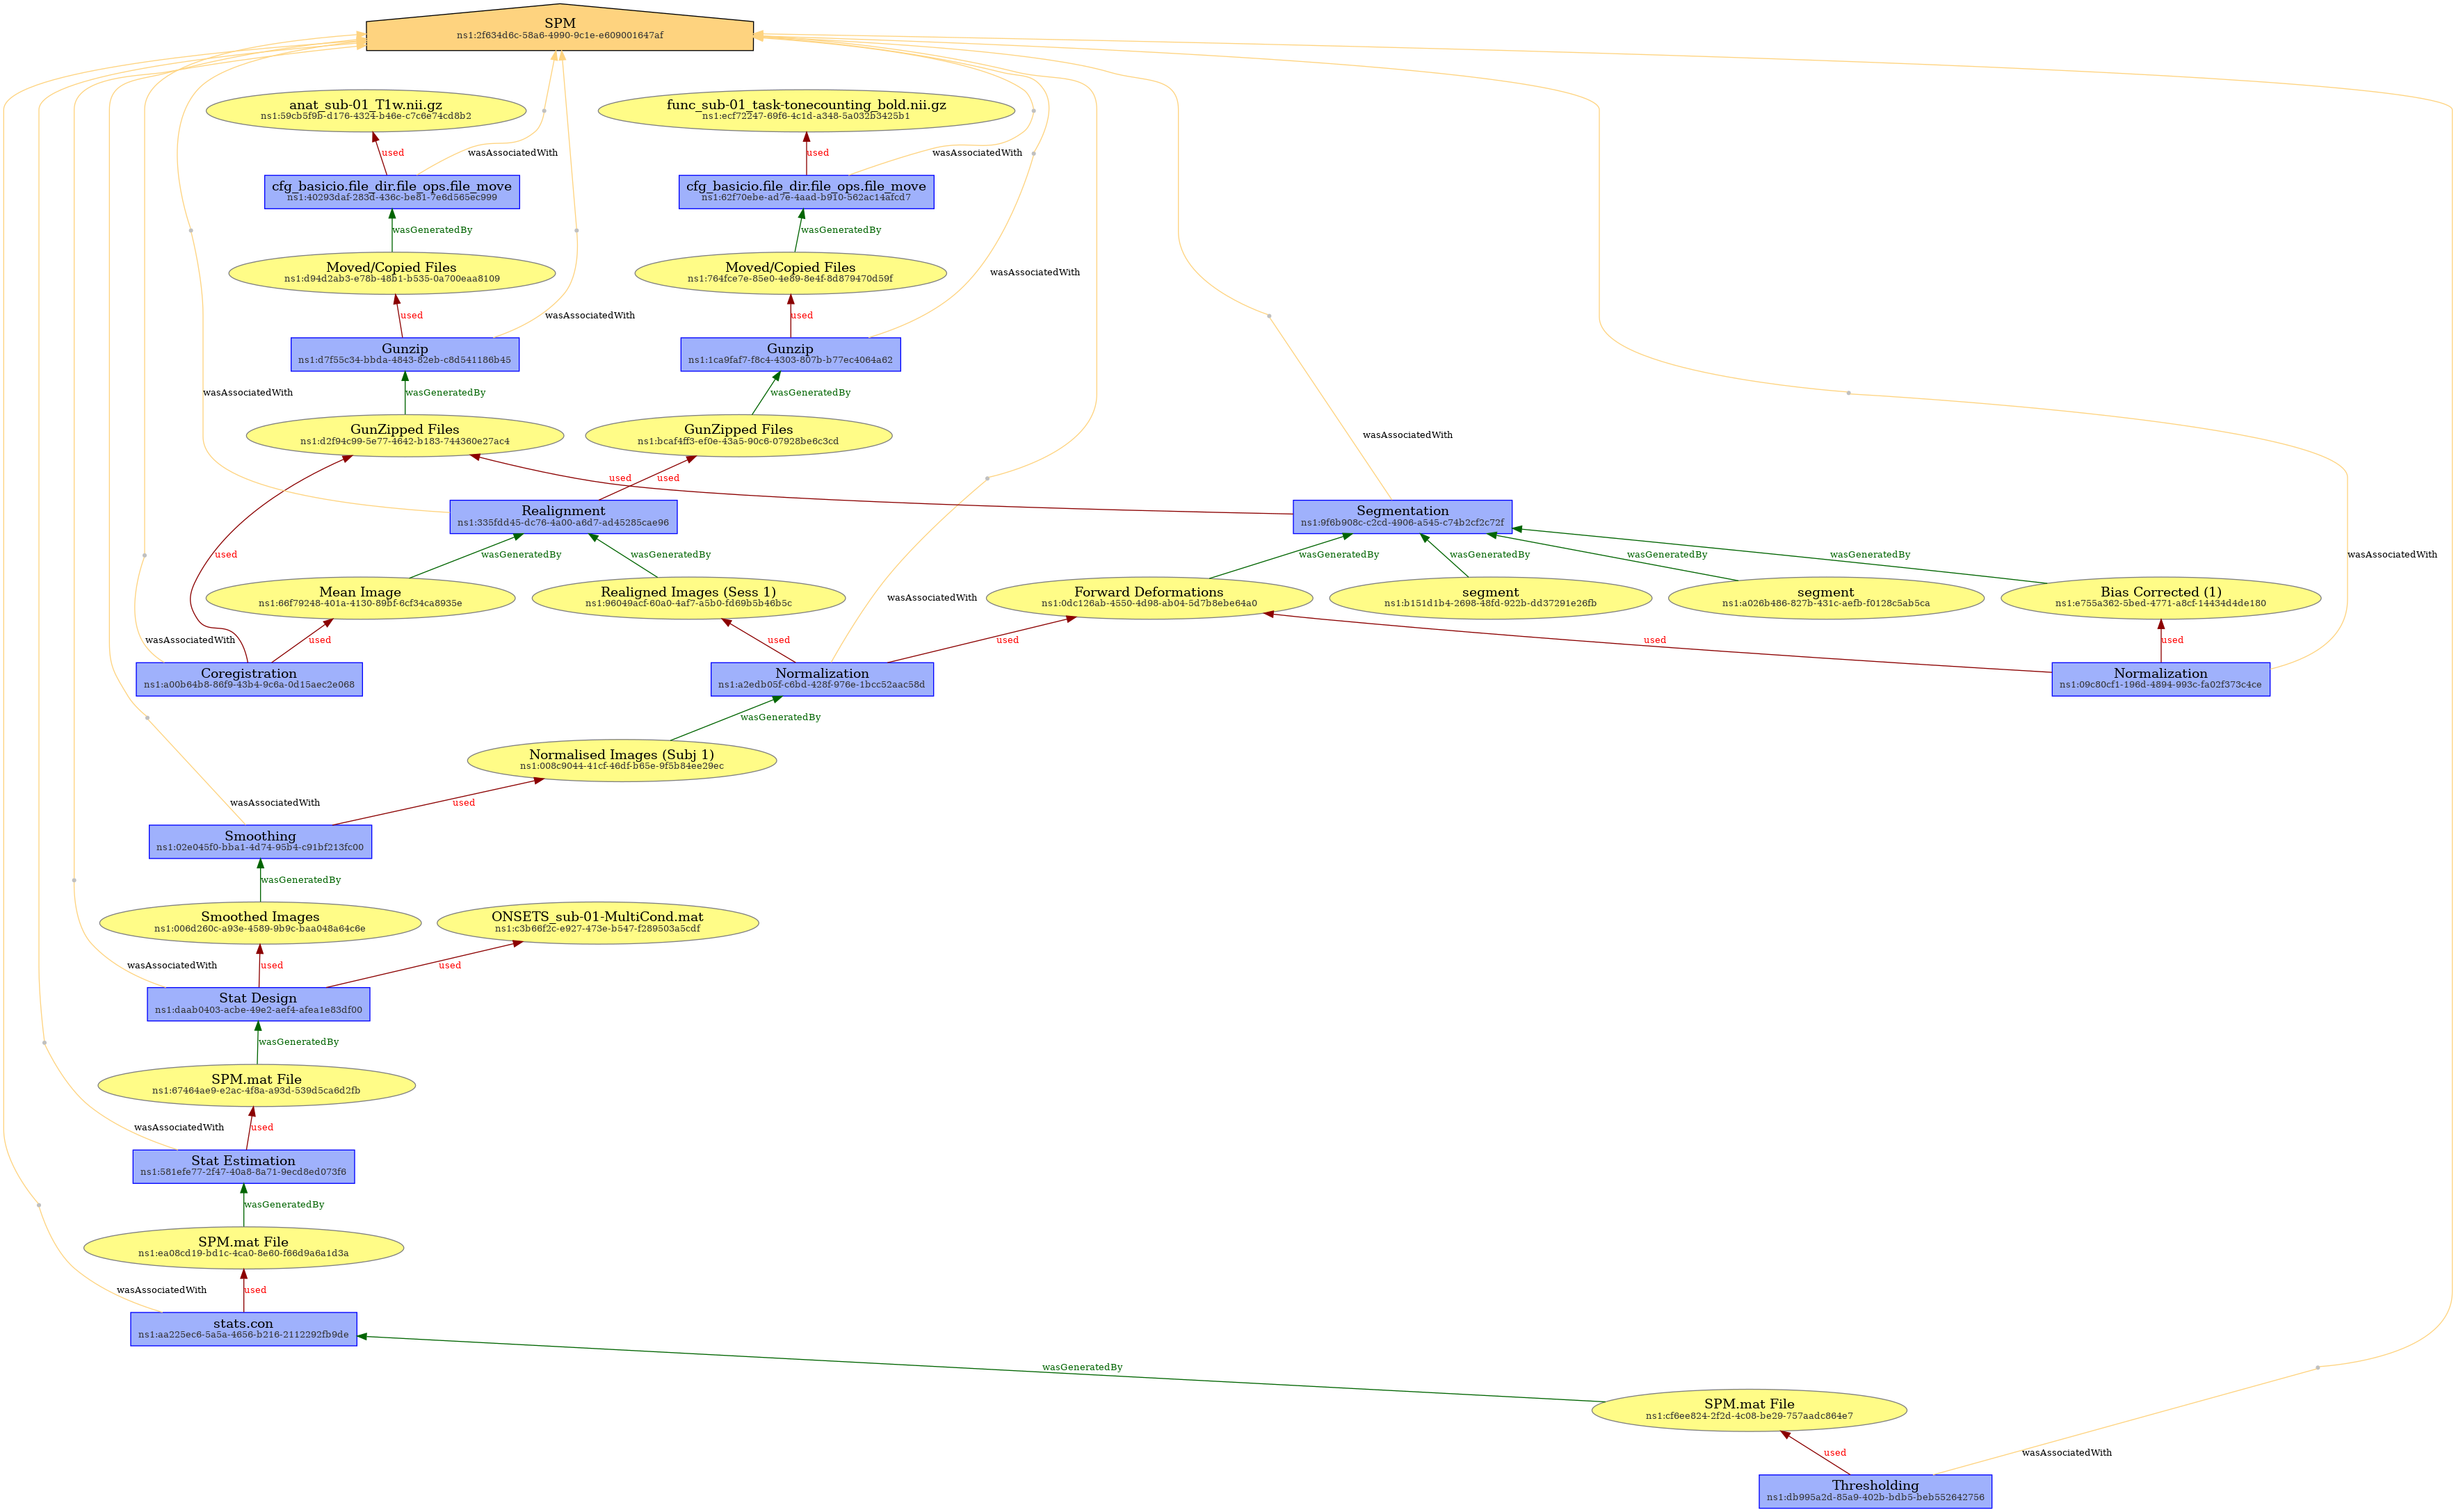 SPM
ns1:2f634d6c-58a6-4990-9c1e-e609001647af
anat_sub-01_T1w.nii.gz
ns1:59cb5f9b-d176-4324-b46e-c7c6e74cd8b2
func_sub-01_task-tonecounting_bold.nii.gz
ns1:ecf72247-69f6-4c1d-a348-5a032b3425b1
used
wasAssociatedWith
used
wasAssociatedWith
cfg_basicio.file_dir.file_ops.file_move
ns1:40293daf-283d-436c-be81-7e6d565ec999
cfg_basicio.file_dir.file_ops.file_move
ns1:62f70ebe-ad7e-4aad-b910-562ac14afcd7
wasGeneratedBy
wasGeneratedBy
Moved/Copied Files
ns1:d94d2ab3-e78b-48b1-b535-0a700eaa8109
Moved/Copied Files
ns1:764fce7e-85e0-4e89-8e4f-8d879470d59f
wasAssociatedWith
used
wasAssociatedWith
used
Gunzip
ns1:d7f55c34-bbda-4843-82eb-c8d541186b45
Gunzip
ns1:1ca9faf7-f8c4-4303-807b-b77ec4064a62
wasAssociatedWith
wasGeneratedBy
wasGeneratedBy
GunZipped Files
ns1:d2f94c99-5e77-4642-b183-744360e27ac4
GunZipped Files
ns1:bcaf4ff3-ef0e-43a5-90c6-07928be6c3cd
wasAssociatedWith
used
used
Realignment
ns1:335fdd45-dc76-4a00-a6d7-ad45285cae96
Segmentation
ns1:9f6b908c-c2cd-4906-a545-c74b2cf2c72f
used
wasGeneratedBy
wasGeneratedBy
wasGeneratedBy
wasGeneratedBy
wasGeneratedBy
wasGeneratedBy
wasAssociatedWith
Mean Image
ns1:66f79248-401a-4130-89bf-6cf34ca8935e
Realigned Images (Sess 1)
ns1:96049acf-60a0-4af7-a5b0-fd69b5b46b5c
wasAssociatedWith
Forward Deformations
ns1:0dc126ab-4550-4d98-ab04-5d7b8ebe64a0
segment
ns1:b151d1b4-2698-48fd-922b-dd37291e26fb
segment
ns1:a026b486-827b-431c-aefb-f0128c5ab5ca
Bias Corrected (1)
ns1:e755a362-5bed-4771-a8cf-14434d4de180
wasAssociatedWith
used
used
used
used
used
Coregistration
ns1:a00b64b8-86f9-43b4-9c6a-0d15aec2e068
Normalization
ns1:a2edb05f-c6bd-428f-976e-1bcc52aac58d
Normalization
ns1:09c80cf1-196d-4894-993c-fa02f373c4ce
wasGeneratedBy
Normalised Images (Subj 1)
ns1:008c9044-41cf-46df-b65e-9f5b84ee29ec
wasAssociatedWith
used
Smoothing
ns1:02e045f0-bba1-4d74-95b4-c91bf213fc00
wasGeneratedBy
Smoothed Images
ns1:006d260c-a93e-4589-9b9c-baa048a64c6e
ONSETS_sub-01-MultiCond.mat
ns1:c3b66f2c-e927-473e-b547-f289503a5cdf
wasAssociatedWith
used
used
Stat Design
ns1:daab0403-acbe-49e2-aef4-afea1e83df00
wasGeneratedBy
SPM.mat File
ns1:67464ae9-e2ac-4f8a-a93d-539d5ca6d2fb
wasAssociatedWith
used
Stat Estimation
ns1:581efe77-2f47-40a8-8a71-9ecd8ed073f6
wasGeneratedBy
SPM.mat File
ns1:ea08cd19-bd1c-4ca0-8e60-f66d9a6a1d3a
wasAssociatedWith
used
stats.con
ns1:aa225ec6-5a5a-4656-b216-2112292fb9de
wasGeneratedBy
SPM.mat File
ns1:cf6ee824-2f2d-4c08-be29-757aadc864e7
used
wasAssociatedWith
Thresholding
ns1:db995a2d-85a9-402b-bdb5-beb552642756